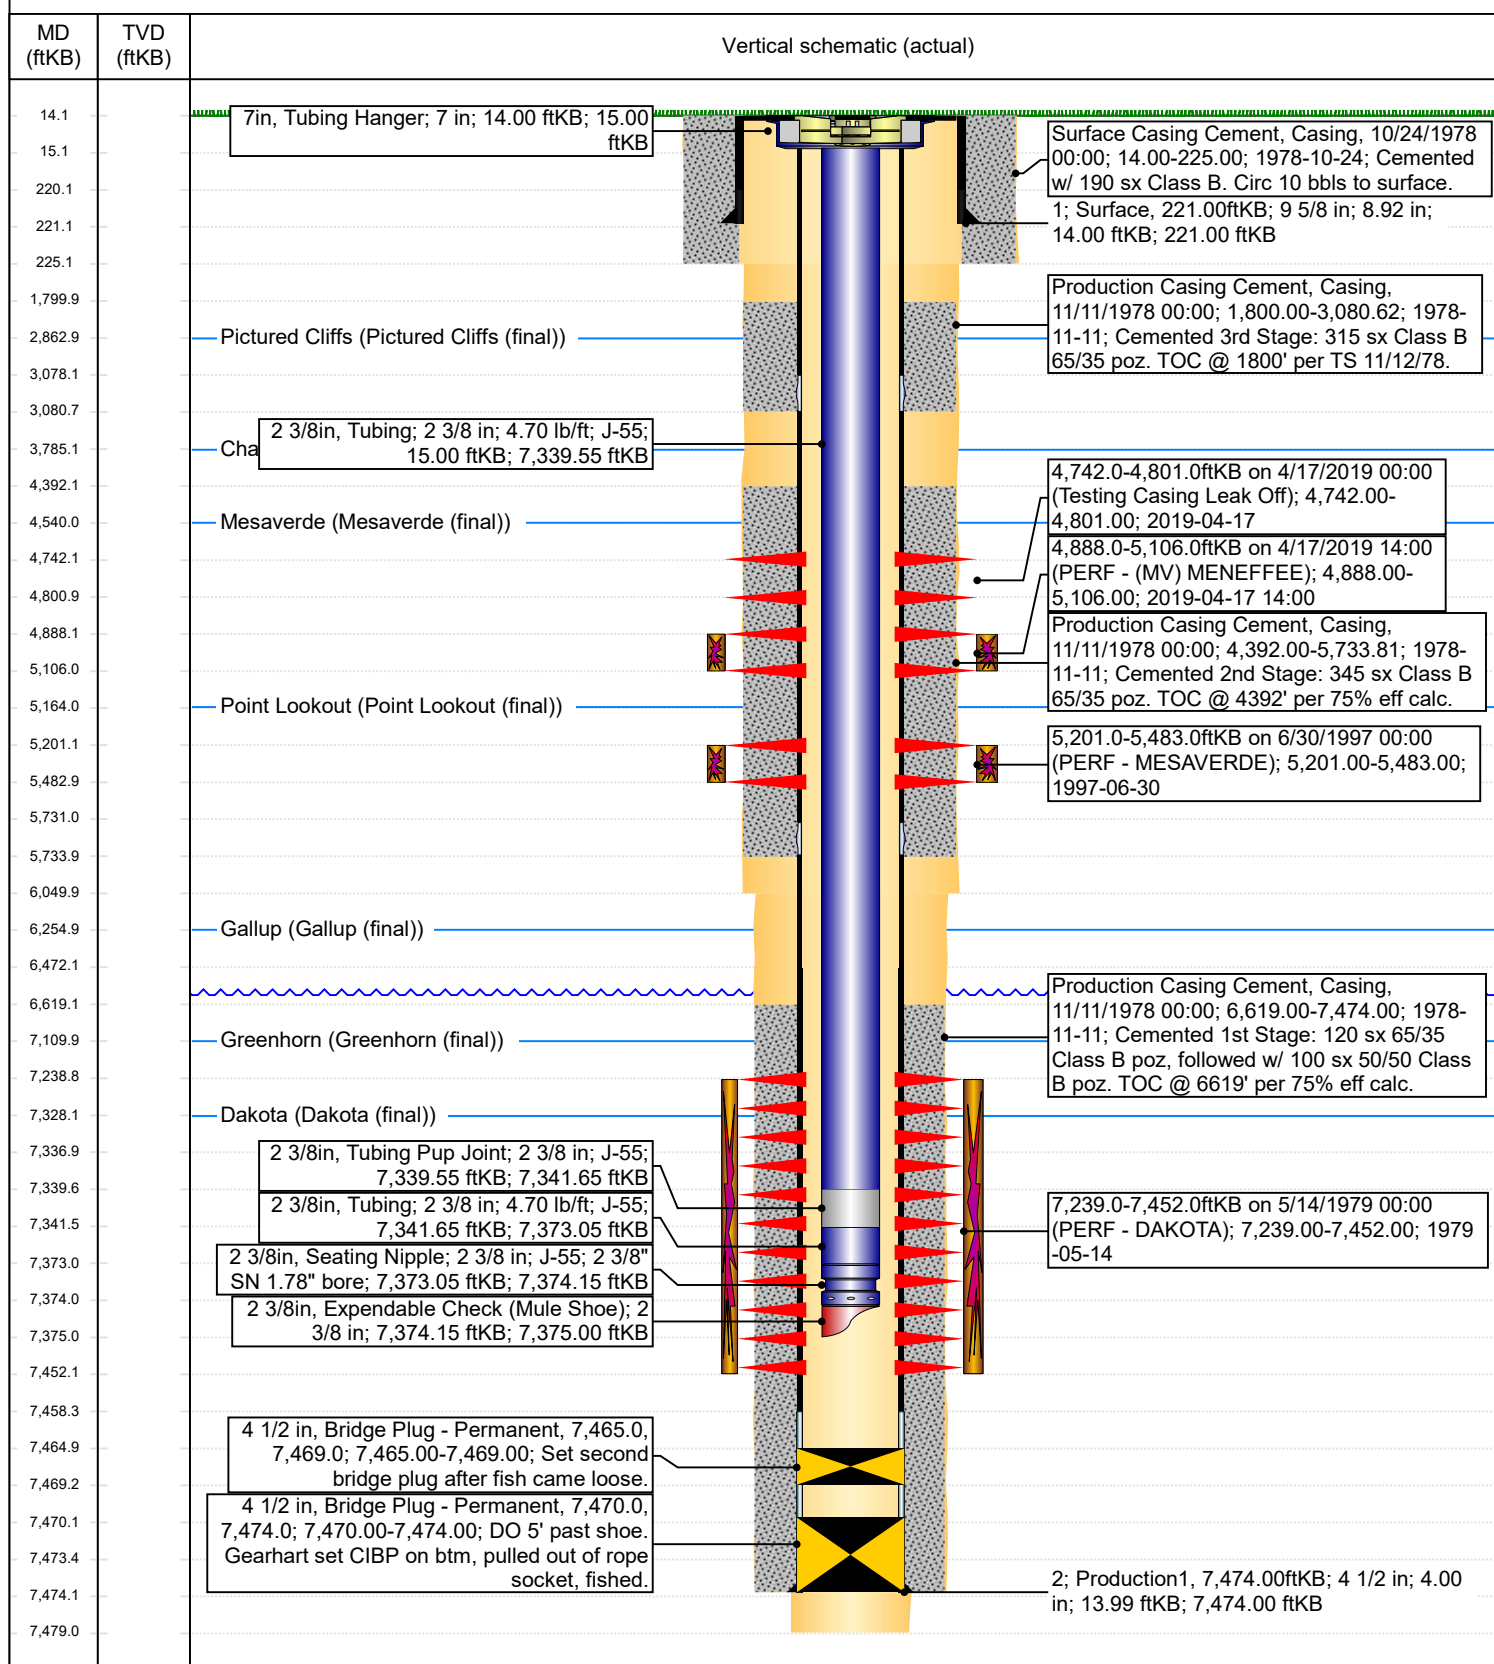 MD
(ftKB)
TVD
(ftKB)
Vertical schematic (actual)
14.1
15.1
220.1
221.1
225.1
1,799.9
2,862.9
3,078.1
3,080.7
3,785.1
4,392.1
4,540.0
4,742.1
4,800.9
4,888.1
5,106.0
5,164.0
5,201.1
5,482.9
5,731.0
5,733.9
6,049.9
6,254.9
6,472.1
6,619.1
7,109.9
7,238.8
7,328.1
7,336.9
7,339.6
7,341.5
7,373.0
7,374.0
7,375.0
7,452.1
7,458.3
7,464.9
7,469.2
7,470.1
7,473.4
7,474.1
7,479.0
7in, Tubing Hanger; 7 in; 14.00 ftKB; 15.00
ftKB
Pictured Cliffs (Pictured Cliffs (final))
Cha
2 3/8in, Tubing; 2 3/8 in; 4.70 lb/ft; J-55;
15.00 ftKB; 7,339.55 ftKB
Mesaverde (Mesaverde (final))
Point Lookout (Point Lookout (final))
Gallup (Gallup (final))
Greenhorn (Greenhorn (final))
Dakota (Dakota (final))
2 3/8in, Tubing Pup Joint; 2 3/8 in; J-55;
7,339.55 ftKB; 7,341.65 ftKB
2 3/8in, Tubing; 2 3/8 in; 4.70 lb/ft; J-55;
7,341.65 ftKB; 7,373.05 ftKB
2 3/8in, Seating Nipple; 2 3/8 in; J-55; 2 3/8"
SN 1.78" bore; 7,373.05 ftKB; 7,374.15 ftKB
2 3/8in, Expendable Check (Mule Shoe); 2
3/8 in; 7,374.15 ftKB; 7,375.00 ftKB
4 1/2 in, Bridge Plug - Permanent, 7,465.0,
7,469.0; 7,465.00-7,469.00; Set second
bridge plug after fish came loose.
4 1/2 in, Bridge Plug - Permanent, 7,470.0,
7,474.0; 7,470.00-7,474.00; DO 5' past shoe.
Gearhart set CIBP on btm, pulled out of rope
socket, fished.
Surface Casing Cement, Casing, 10/24/1978
00:00; 14.00-225.00; 1978-10-24; Cemented
w/ 190 sx Class B. Circ 10 bbls to surface.
1; Surface, 221.00ftKB; 9 5/8 in; 8.92 in;
14.00 ftKB; 221.00 ftKB
Production Casing Cement, Casing,
11/11/1978 00:00; 1,800.00-3,080.62; 1978-
11-11; Cemented 3rd Stage: 315 sx Class B
65/35 poz. TOC @ 1800' per TS 11/12/78.
4,742.0-4,801.0ftKB on 4/17/2019 00:00
(Testing Casing Leak Off); 4,742.00-
4,801.00; 2019-04-17
4,888.0-5,106.0ftKB on 4/17/2019 14:00
(PERF - (MV) MENEFFEE); 4,888.00-
5,106.00; 2019-04-17 14:00
Production Casing Cement, Casing,
11/11/1978 00:00; 4,392.00-5,733.81; 1978-
11-11; Cemented 2nd Stage: 345 sx Class B
65/35 poz. TOC @ 4392' per 75% eff calc.
5,201.0-5,483.0ftKB on 6/30/1997 00:00
(PERF - MESAVERDE); 5,201.00-5,483.00;
1997-06-30
Production Casing Cement, Casing,
11/11/1978 00:00; 6,619.00-7,474.00; 1978-
11-11; Cemented 1st Stage: 120 sx 65/35
Class B poz, followed w/ 100 sx 50/50 Class
B poz. TOC @ 6619' per 75% eff calc.
7,239.0-7,452.0ftKB on 5/14/1979 00:00
(PERF - DAKOTA); 7,239.00-7,452.00; 1979
-05-14
2; Production1, 7,474.00ftKB; 4 1/2 in; 4.00
in; 13.99 ftKB; 7,474.00 ftKB